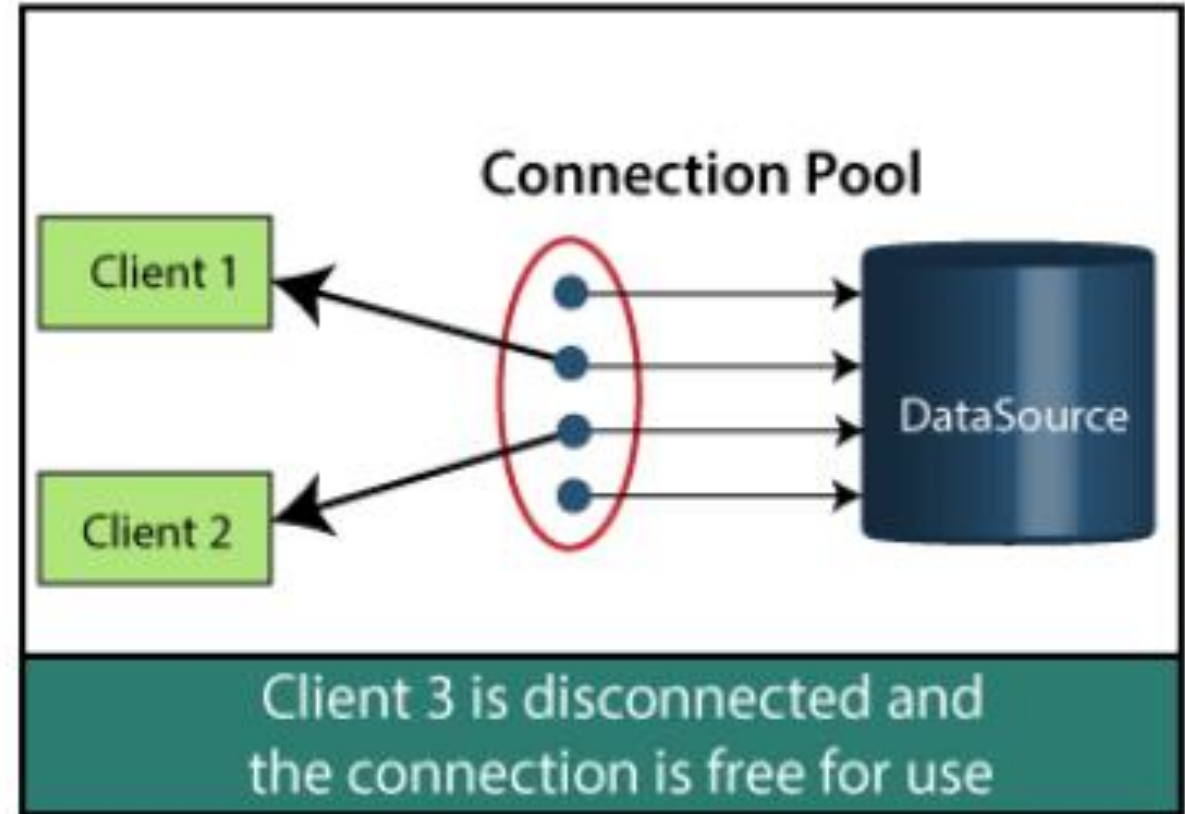 Connection Pool
Client 1
DataSource
Client 2
Client 3 is disconnected and
the connection is free for use